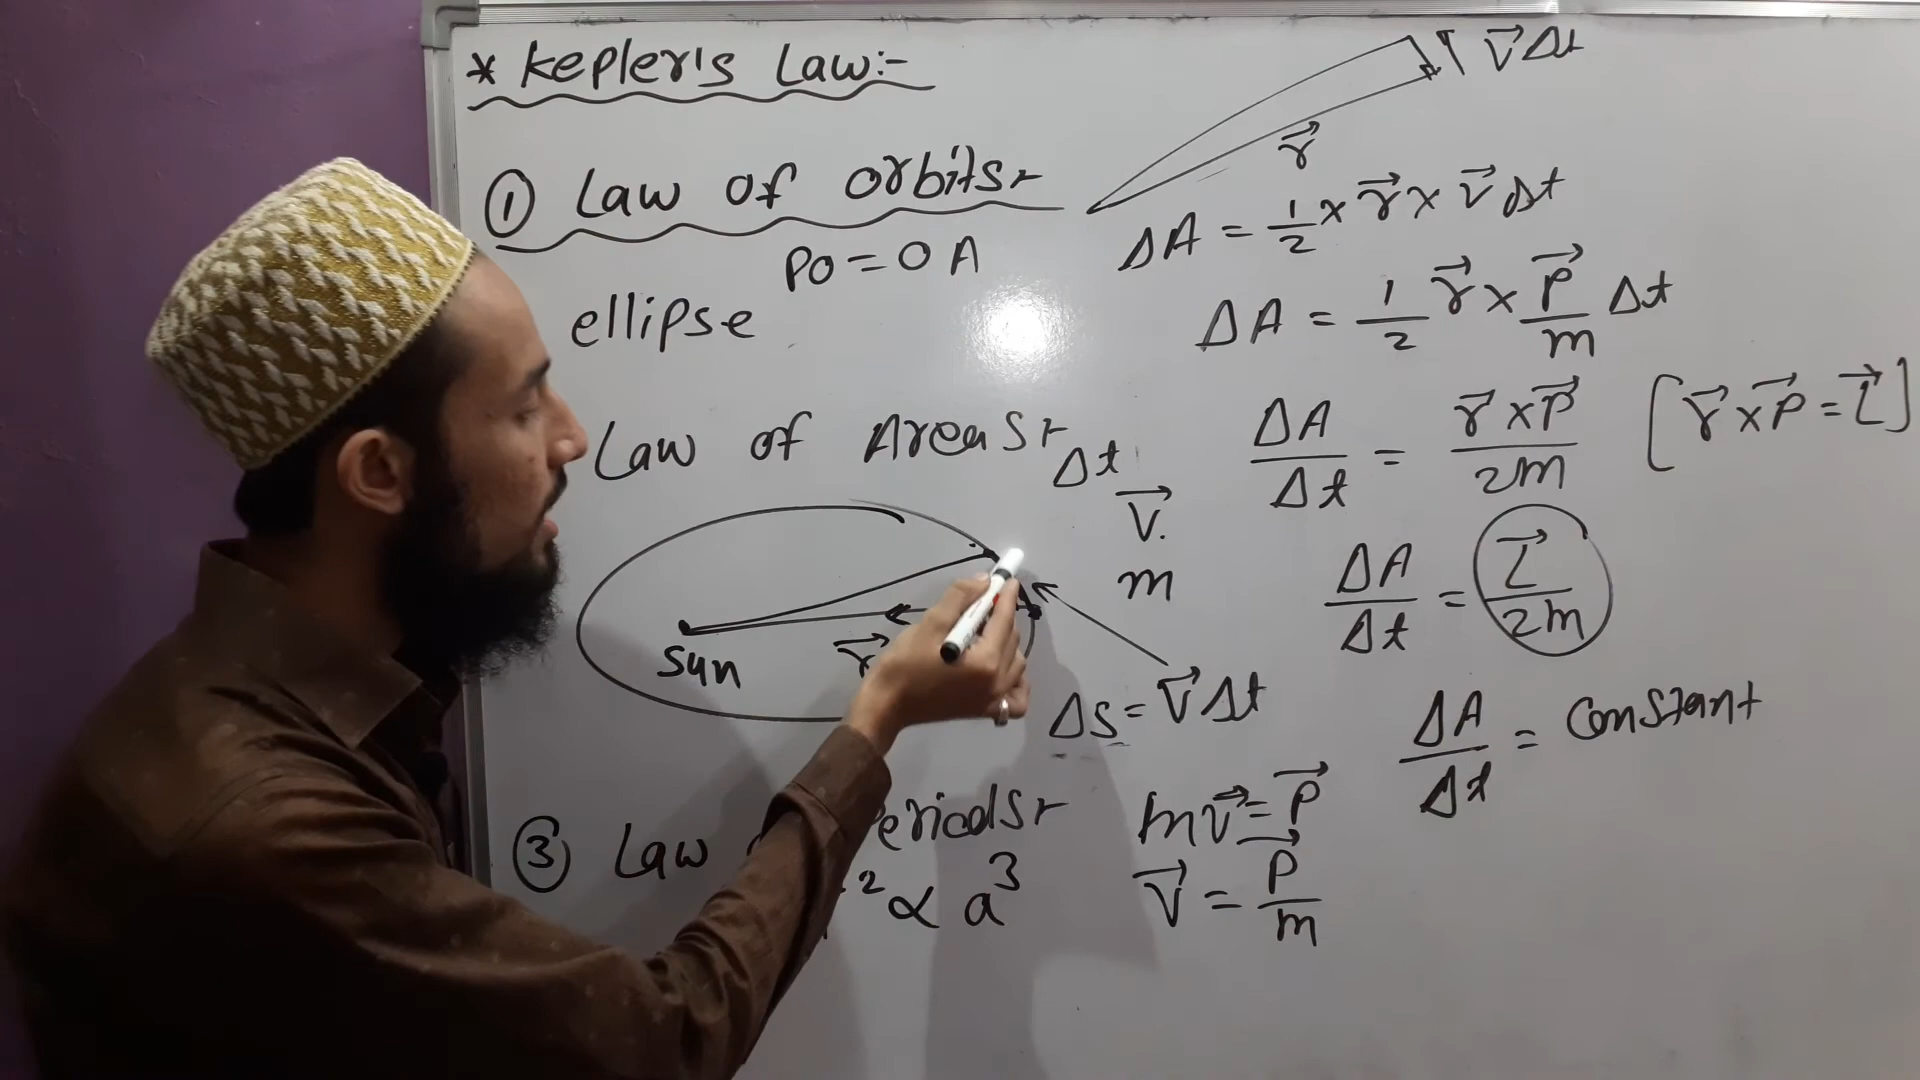 * Kepler's Law:-
① Law of orbits:-
PO = OA
ellipse
Law of Areas:-
Δt
V⃗.
m
Sun
r⃗
ΔS = V⃗Δt
③ Law eriods:-
² ∝ a³
mv⃗ = P⃗
V⃗ = P⃗/m
V⃗Δt
r⃗
ΔA = 1/2 × r⃗ × V⃗Δt
ΔA = 1/2 r⃗ × P⃗/m Δt
ΔA/Δt = r⃗ × P⃗/2m [r⃗ × P⃗ = L⃗]
ΔA/Δt = L⃗/2m
ΔA/Δt = Constant